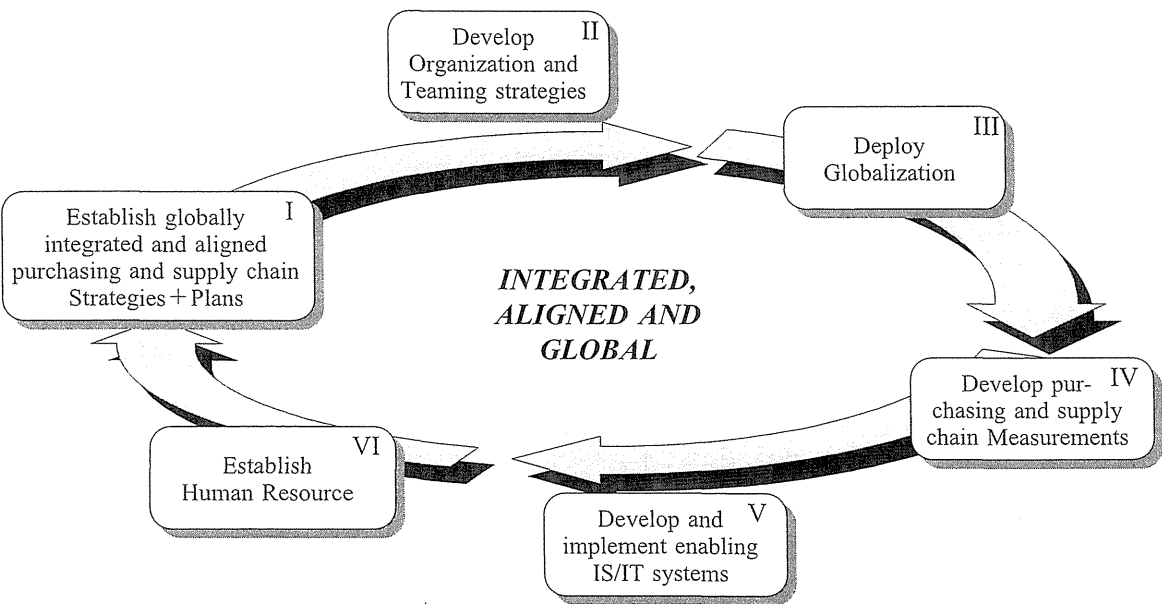 II
Develop
Organization and
Teaming strategies
III
Deploy
Globalization
I
Establish globally
integrated and aligned
purchasing and supply chain
Strategies+Plans
INTEGRATED,
ALIGNED AND
GLOBAL
IV
Develop pur-
chasing and supply
chain Measurements
VI
Establish
Human Resource
V
Develop and
implement enabling
IS/IT systems